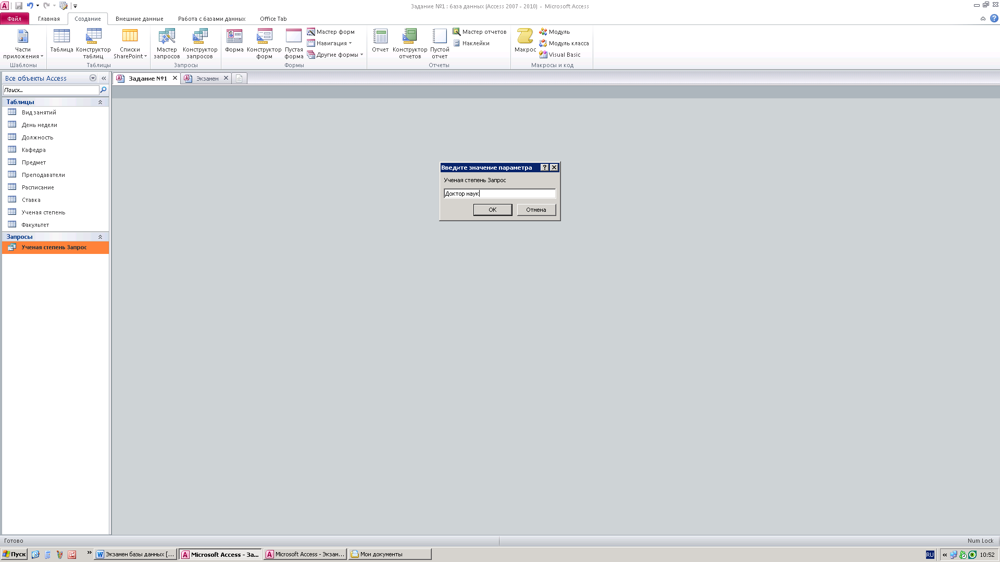 Задание №1 : база данных (Access 2007 - 2010) - Microsoft Access
Файл Главная Создание Внешние данные Работа с базами данных Office Tab
Части приложения
Таблица
Конструктор таблиц
Списки SharePoint
Мастер запросов
Конструктор запросов
Форма
Конструктор форм
Пустая форма
Мастер форм
Навигация
Другие формы
Отчет
Конструктор отчетов
Пустой отчет
Мастер отчетов
Наклейки
Макрос
Модуль
Модуль класса
Visual Basic
Шаблоны Таблицы Запросы Формы Отчеты Макросы и код
Все объекты Access
Задание №1 Экзамен
Поиск...
Таблицы
Вид занятий
День недели
Должность
Кафедра
Предмет
Преподаватели
Расписание
Ставка
Ученая степень
Факультет
Запросы
Ученая степень Запрос
Введите значение параметра
Ученая степень Запрос
Доктор наук
ОК Отмена
Готово Num Lock
Пуск Экзамен базы данных [... Microsoft Access - За... Microsoft Access - Экзам... Мои документы RU 10:52